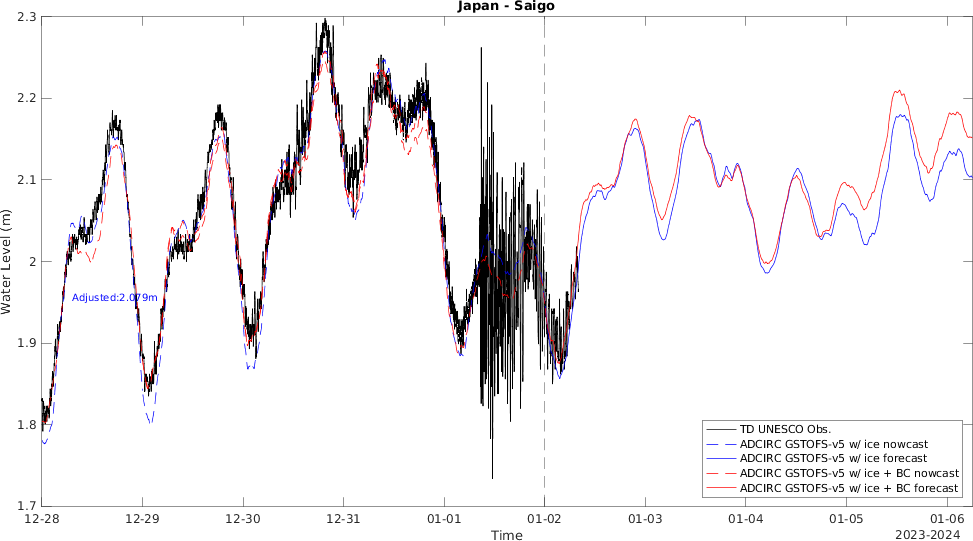 Japan - Saigo
2.3
2.2
2.1
2
1.9
1.8
1.7
Water Level (m)
Adjusted:2.079m
TD UNESCO Obs.
ADCIRC GSTOFS-v5 w/ ice nowcast
ADCIRC GSTOFS-v5 w/ ice forecast
ADCIRC GSTOFS-v5 w/ ice + BC nowcast
ADCIRC GSTOFS-v5 w/ ice + BC forecast
12-28 12-29 12-30 12-31 01-01 01-02 01-03 01-04 01-05 01-06
Time
2023-2024